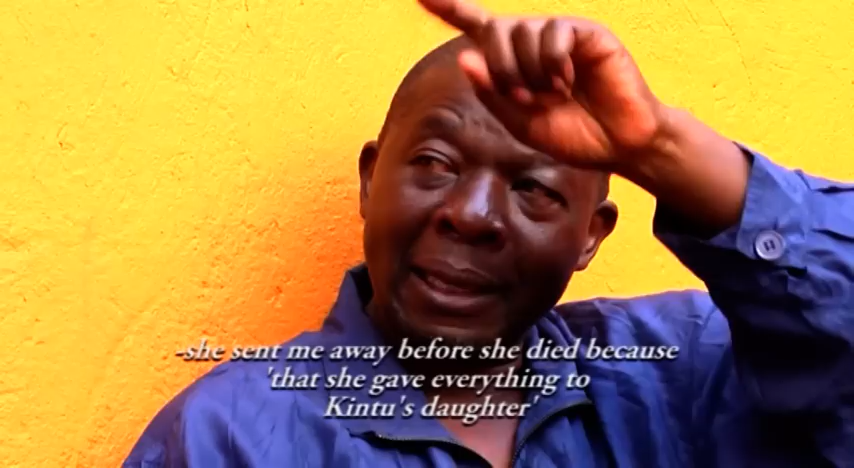 -she sent me away before she died because
'that she gave everything to
Kintu's daughter'